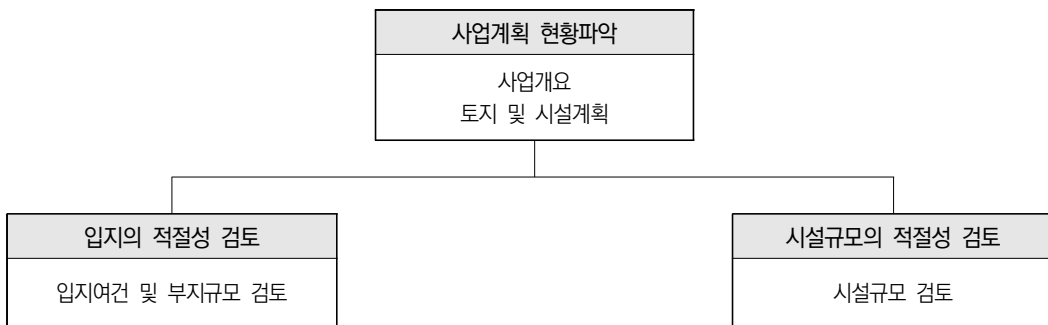 사업계획 현황파악
사업개요
토지 및 시설계획
입지의 적절성 검토
입지여건 및 부지규모 검토
시설규모의 적절성 검토
시설규모 검토